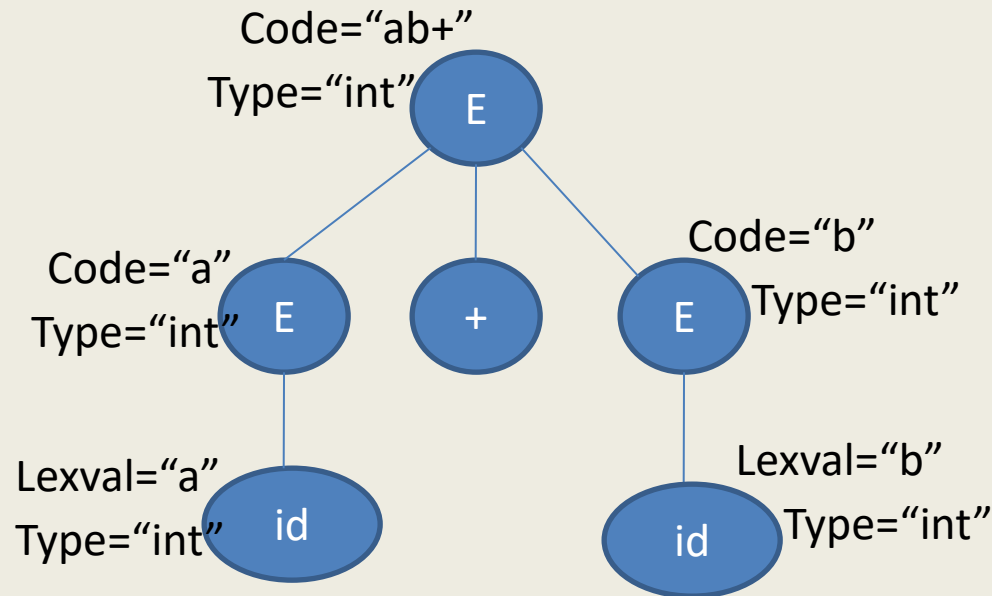 Code=“ab+”
Type=“int”
E
Code=“a”
Type=“int”
E
+
E
Code=“b”
Type=“int”
Lexval=“a”
Type=“int”
id
id
Lexval=“b”
Type=“int”